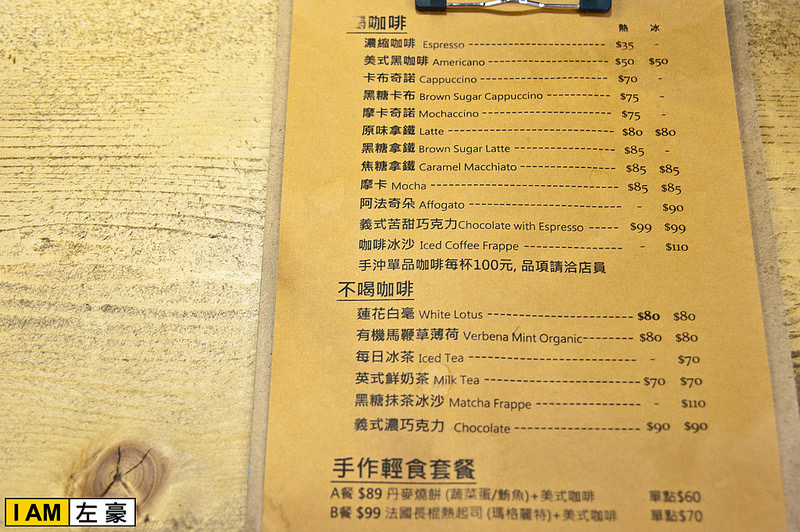 喝咖啡 熱 冰
濃縮咖啡 Espresso $35 -
美式黑咖啡 Americano $50 $50
卡布奇諾 Cappuccino $70 -
黑糖卡布 Brown Sugar Cappuccino $75 -
摩卡奇諾 Mochaccino $75 -
原味拿鐵 Latte $80 $80
黑糖拿鐵 Brown Sugar Latte $85 -
焦糖拿鐵 Caramel Macchiato $85 $85
摩卡 Mocha $85 $85
阿法奇朵 Affogato - $90
義式苦甜巧克力Chocolate with Espresso $99 $99
咖啡冰沙 Iced Coffee Frappe - $110
手沖單品咖啡每杯100元, 品項請洽店員
不喝咖啡
蓮花白毫 White Lotus $80 $80
有機馬鞭草薄荷 Verbena Mint Organic $80 $80
每日冰茶 Iced Tea - $70
英式鮮奶茶 Milk Tea $70 $70
黑糖抹茶冰沙 Matcha Frappe - $110
義式濃巧克力 Chocolate $90 $90
手作輕食套餐
A餐 $89 丹麥燒餅 (蔬菜蛋/鮪魚)+美式咖啡 單點$60
B餐 $99 法國長棍熱起司 (瑪格麗特)+美式咖啡 單點$70
I AM 左豪